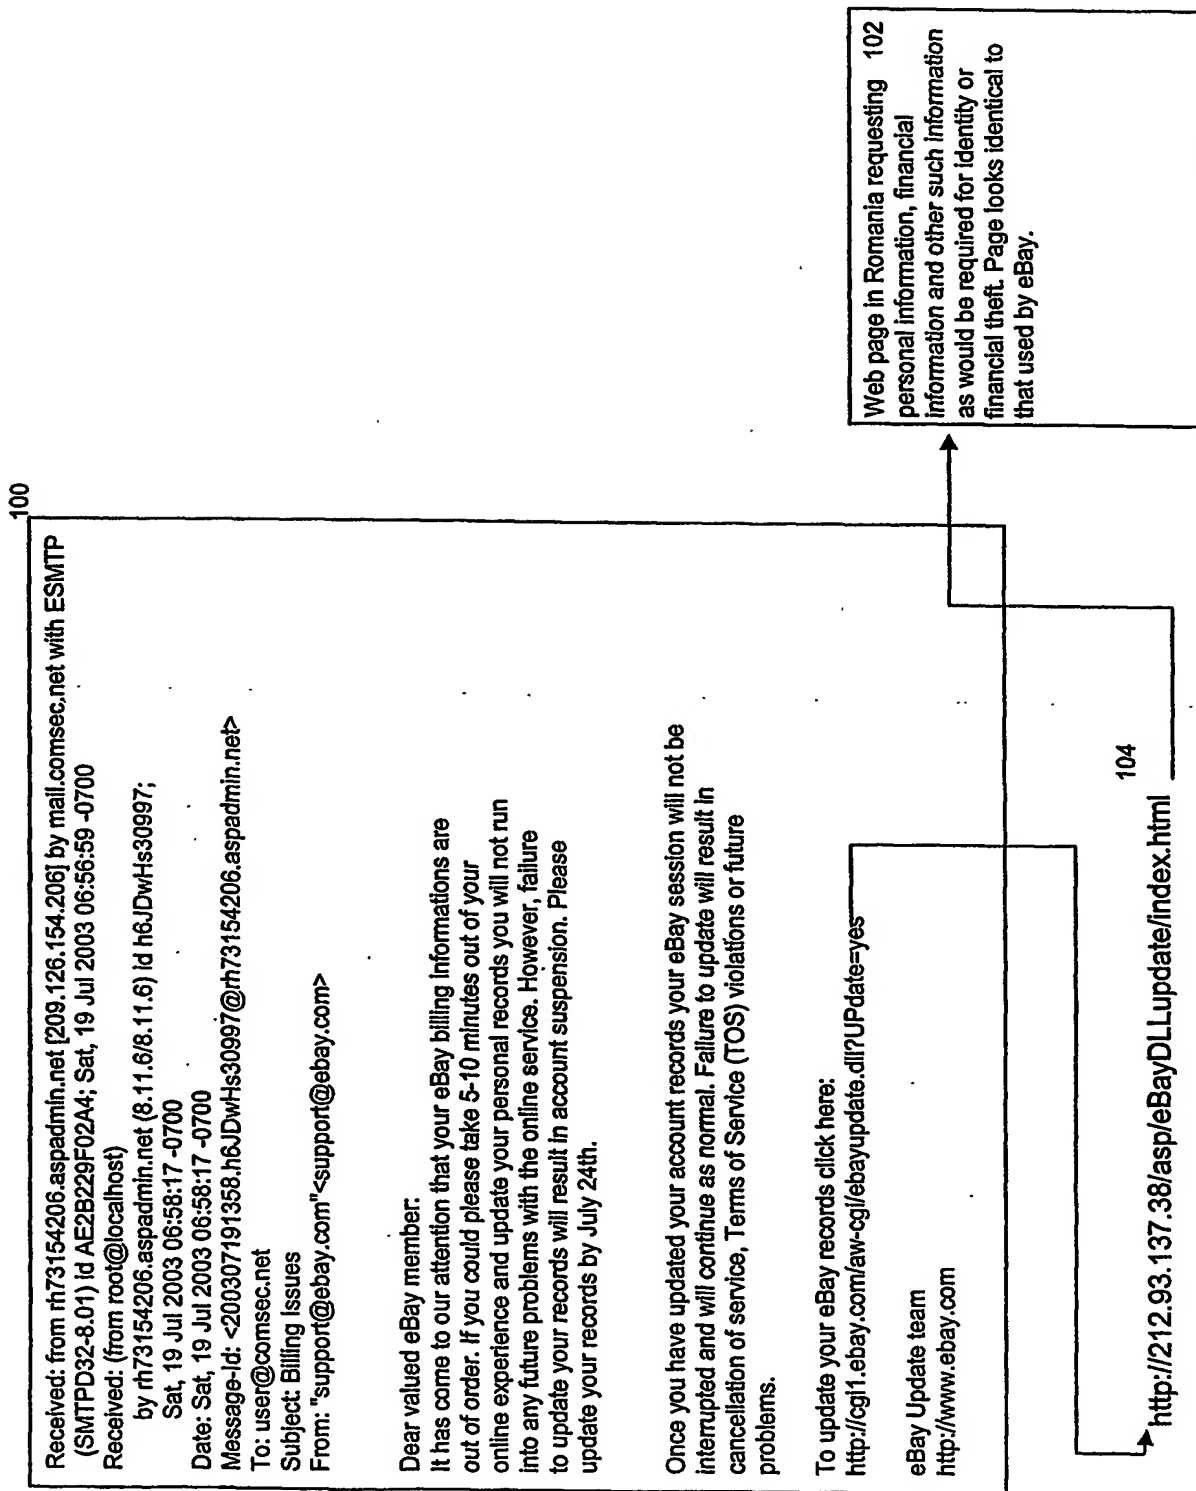 100
Received: from rh73154206.aspadmin.net [209.126.154.206] by mail.comsec.net with ESMTP
(SMTPD32-8.01) id AE2B229F02A4; Sat, 19 Jul 2003 06:56:59 -0700
Received: (from root@localhost)
by rh73154206.aspadmin.net (8.11.6/8.11.6) id h6JDwHs30997;
Sat, 19 Jul 2003 06:58:17 -0700
Date: Sat, 19 Jul 2003 06:58:17 -0700
Message-Id: <200307191358.h6JDwHs30997@rh73154206.aspadmin.net>
To: user@comsec.net
Subject: Billing Issues
From: "support@ebay.com"<support@ebay.com>
Dear valued eBay member:
It has come to our attention that your eBay billing informations are
out of order. If you could please take 5-10 minutes out of your
online experience and update your personal records you will not run
into any future problems with the online service. However, failure
to update your records will result in account suspension. Please
update your records by July 24th.
Once you have updated your account records your eBay session will not be
interrupted and will continue as normal. Failure to update will result in
cancellation of service, Terms of Service (TOS) violations or future
problems.
To update your eBay records click here:
http://cgi1.ebay.com/aw-cgi/ebayupdate.dll?UPdate=yes
eBay Update team
http://www.ebay.com
104
http://212.93.137.38/asp/eBayDLLupdate/index.html
Web page in Romania requesting 102
personal information, financial
information and other such information
as would be required for identity or
financial theft. Page looks identical to
that used by eBay.